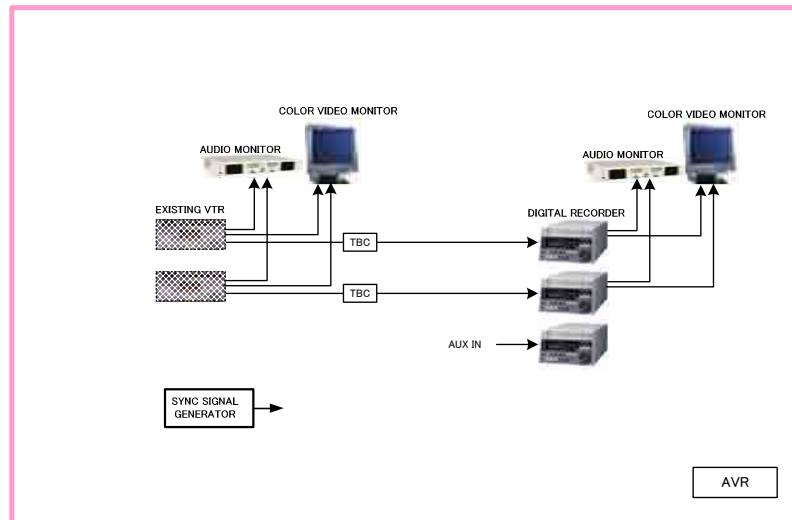 COLOR VIDEO MONITOR
COLOR VIDEO MONITOR
AUDIO MONITOR
AUDIO MONITOR
EXISTING VTR
DIGITAL RECORDER
TBC
TBC
AUX IN
SYNC SIGNAL
GENERATOR
AVR